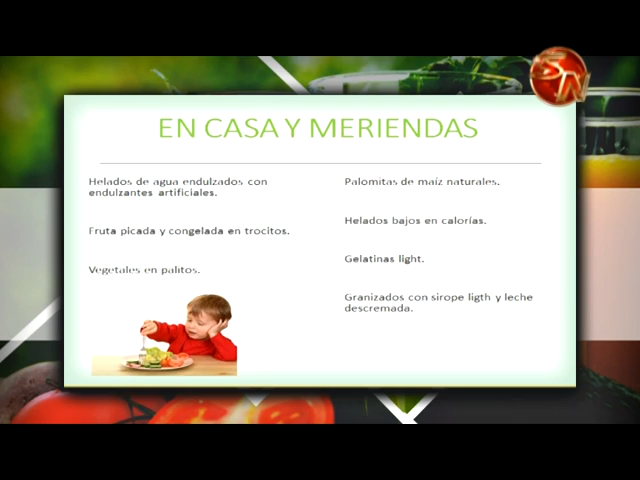 SN
EN CASA Y MERIENDAS
Helados de agua endulzados con
endulzantes artificiales.
Fruta picada y congelada en trocitos.
Vegetales en palitos.
Palomitas de maíz naturales.
Helados bajos en calorías.
Gelatinas light.
Granizados con sirope ligth y leche
descremada.